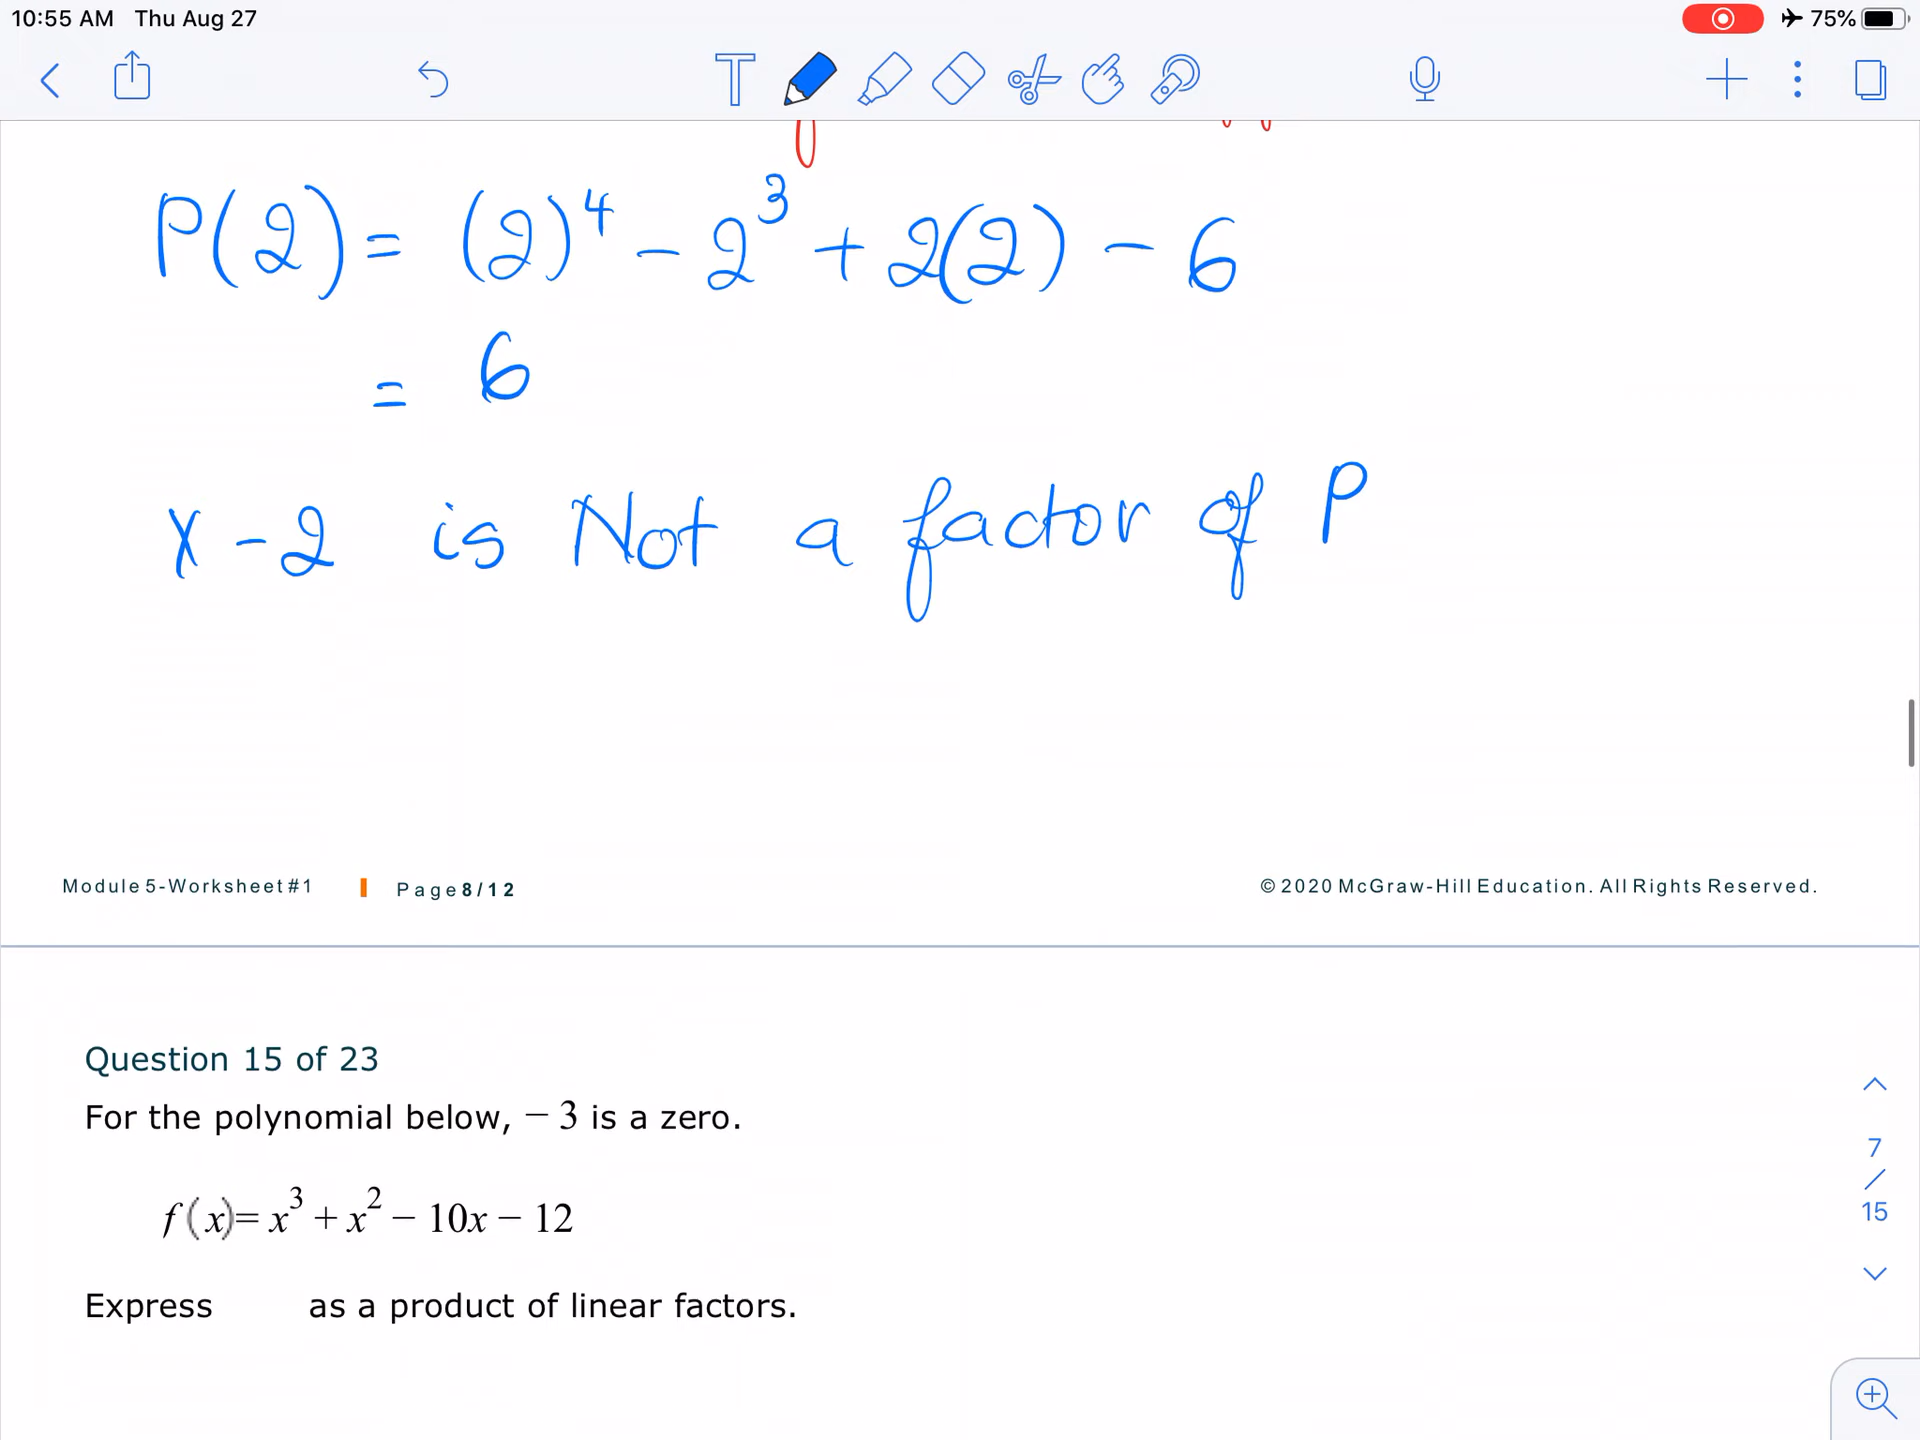 10:55 AM Thu Aug 27 75%
P(2) = (2)⁴ - 2³ + 2(2) - 6
= 6
x - 2 is Not a factor of P
Module 5-Worksheet #1 Page 8/12 © 2020 McGraw-Hill Education. All Rights Reserved.
Question 15 of 23
For the polynomial below, − 3 is a zero.
f(x)= x³ + x² − 10x − 12
Express as a product of linear factors.
7
/
15